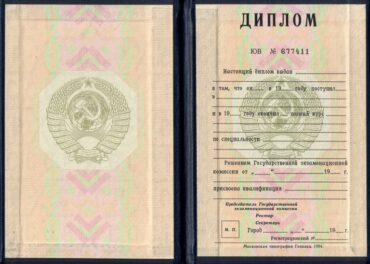 ДИПЛОМ
ЮВ № 677411
Настоящий диплом выдан
в том, что он в 19 году поступил
в
и в 19 году окончил полный курс
по специальности
Решением Государственной экзаменационной
комиссии от „ “ 19 г.
присвоена квалификация
Председатель Государственной
экзаменационной комиссии
Ректор
Секретарь
М. П. Город „ “ 19 г.
Регистрационный №
Московская типография Гознака. 1994.